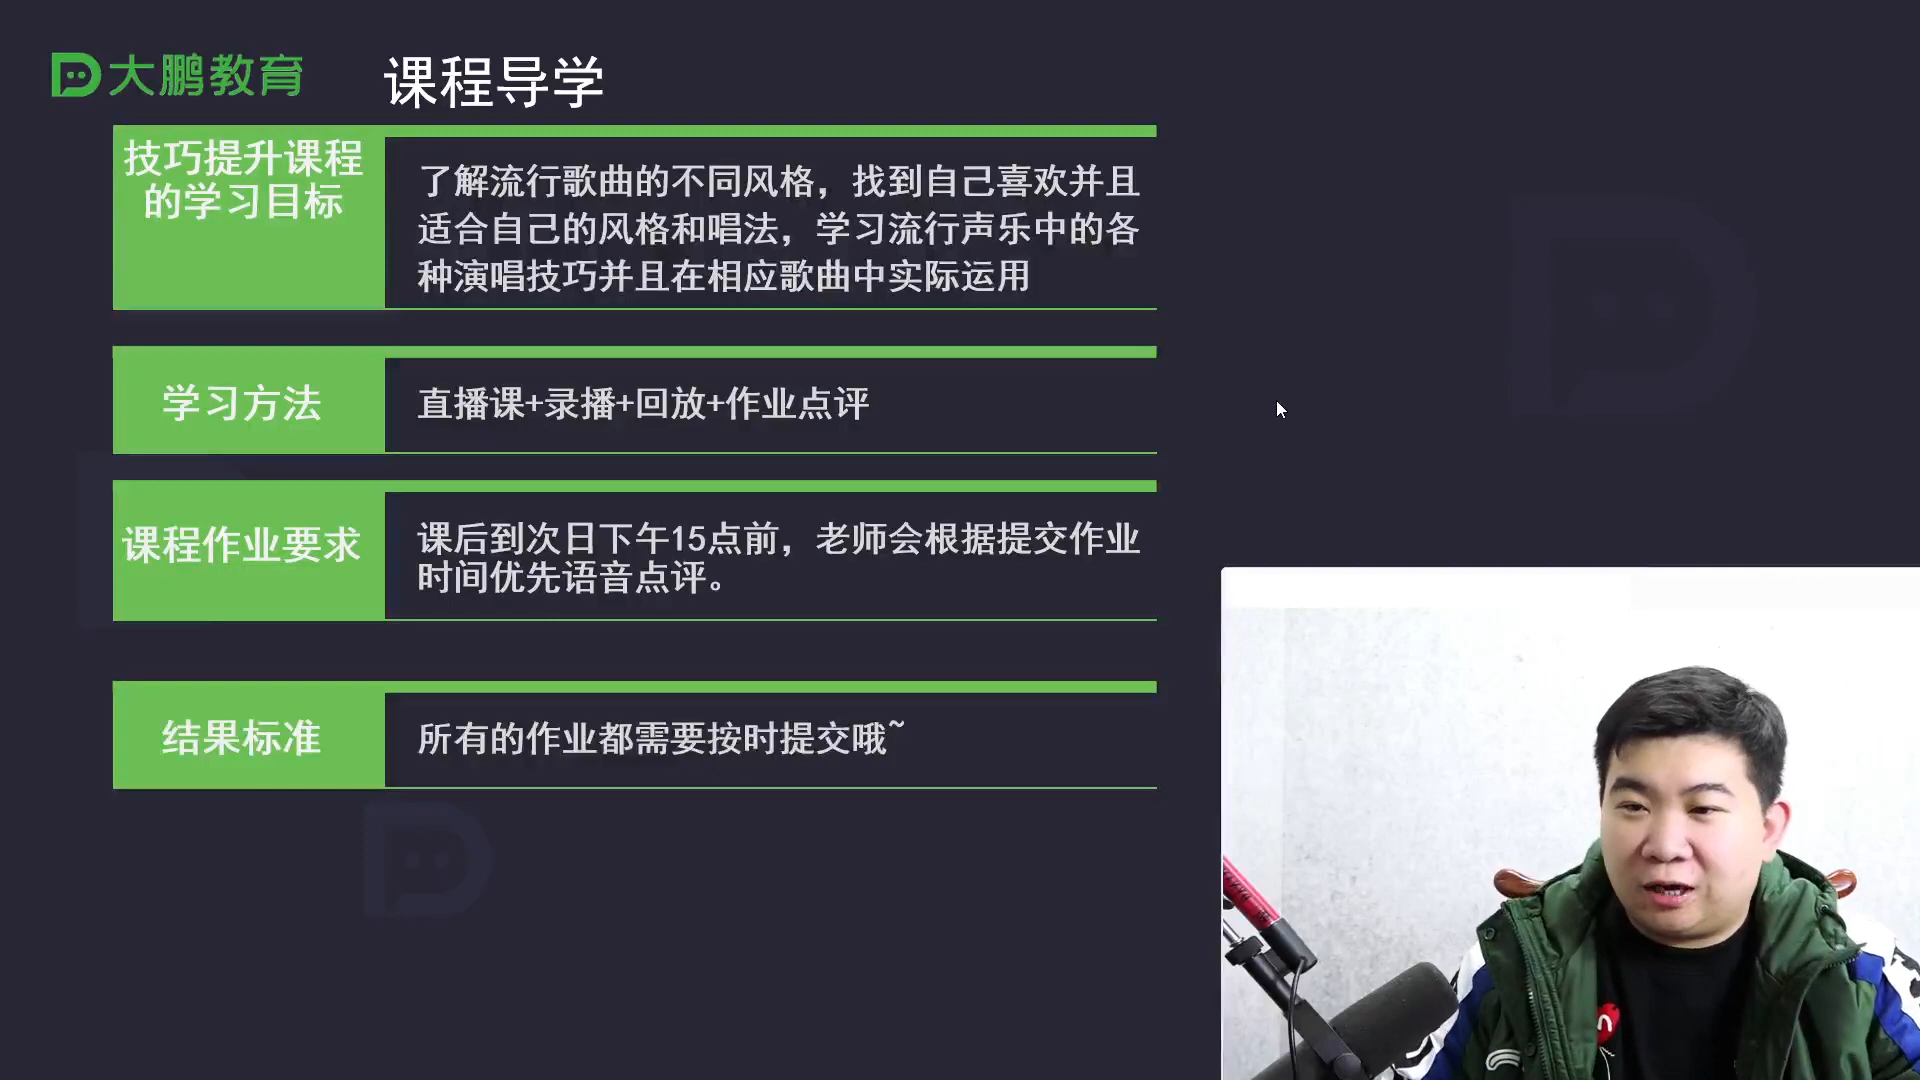 大鹏教育
课程导学
技巧提升课程
的学习目标
了解流行歌曲的不同风格，找到自己喜欢并且
适合自己的风格和唱法，学习流行声乐中的各
种演唱技巧并且在相应歌曲中实际运用
学习方法
直播课+录播+回放+作业点评
课程作业要求
课后到次日下午15点前，老师会根据提交作业
时间优先语音点评。
结果标准
所有的作业都需要按时提交哦~